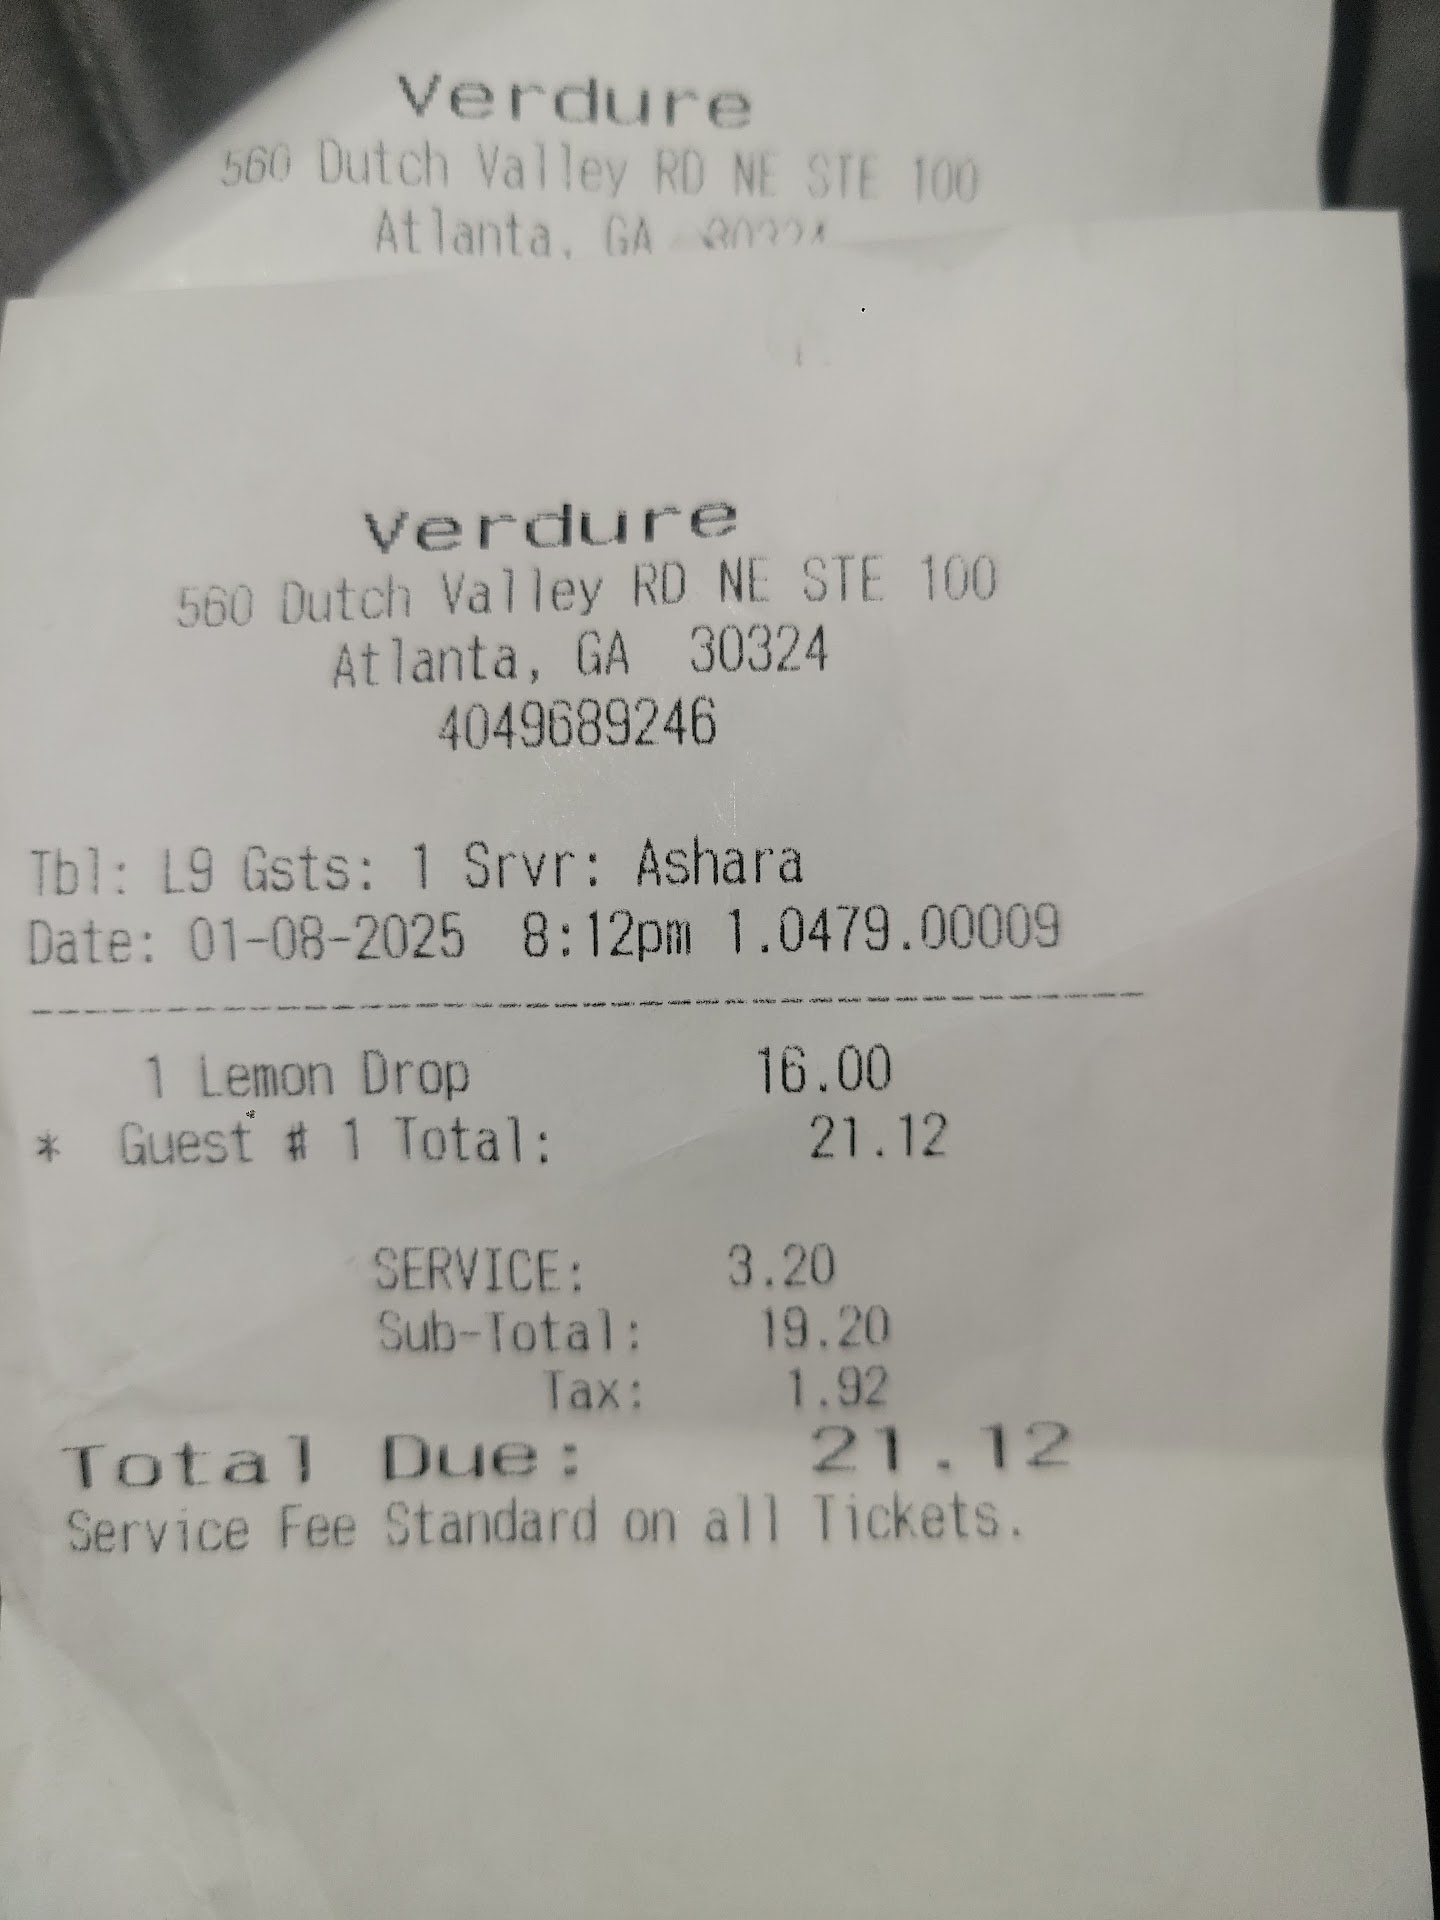 Verdure
560 Dutch Valley RD NE STE 100
Atlanta, GA 30324
Verdure
560 Dutch Valley RD NE STE 100
Atlanta, GA 30324
4049689246
Tbl: L9 Gsts: 1 Srvr: Ashara
Date: 01-08-2025 8:12pm 1.0479.00009
1 Lemon Drop 16.00
* Guest # 1 Total: 21.12
SERVICE: 3.20
Sub-Total: 19.20
Tax: 1.92
Total Due: 21.12
Service Fee Standard on all Tickets.